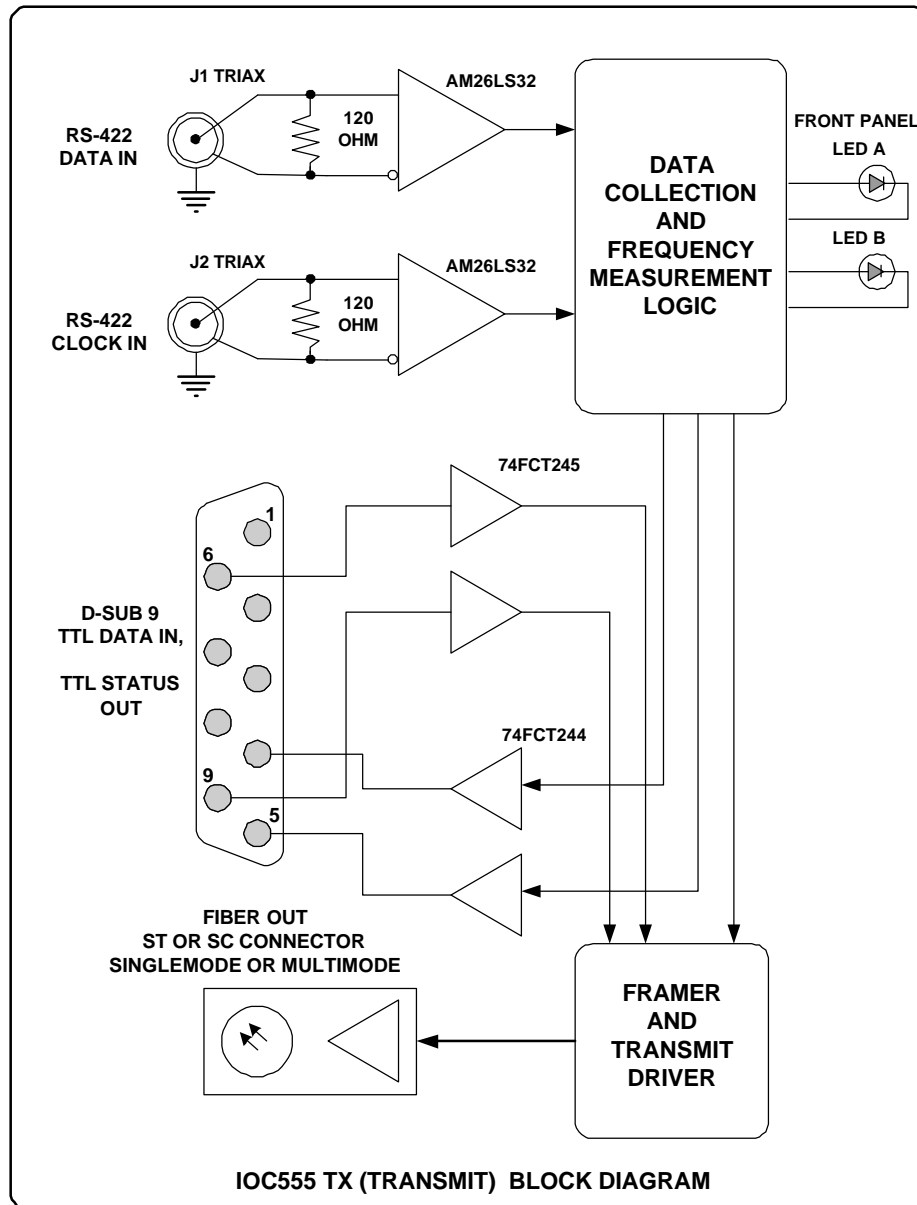 J1 TRIAX
AM26LS32
RS-422
DATA IN
120
OHM
DATA
COLLECTION
AND
FREQUENCY
MEASUREMENT
LOGIC
FRONT PANEL
LED A
LED B
J2 TRIAX
AM26LS32
RS-422
CLOCK IN
120
OHM
74FCT245
1
6
D-SUB 9
TTL DATA IN,
TTL STATUS
OUT
74FCT244
9
5
FIBER OUT
ST OR SC CONNECTOR
SINGLEMODE OR MULTIMODE
FRAMER
AND
TRANSMIT
DRIVER
IOC555 TX (TRANSMIT) BLOCK DIAGRAM